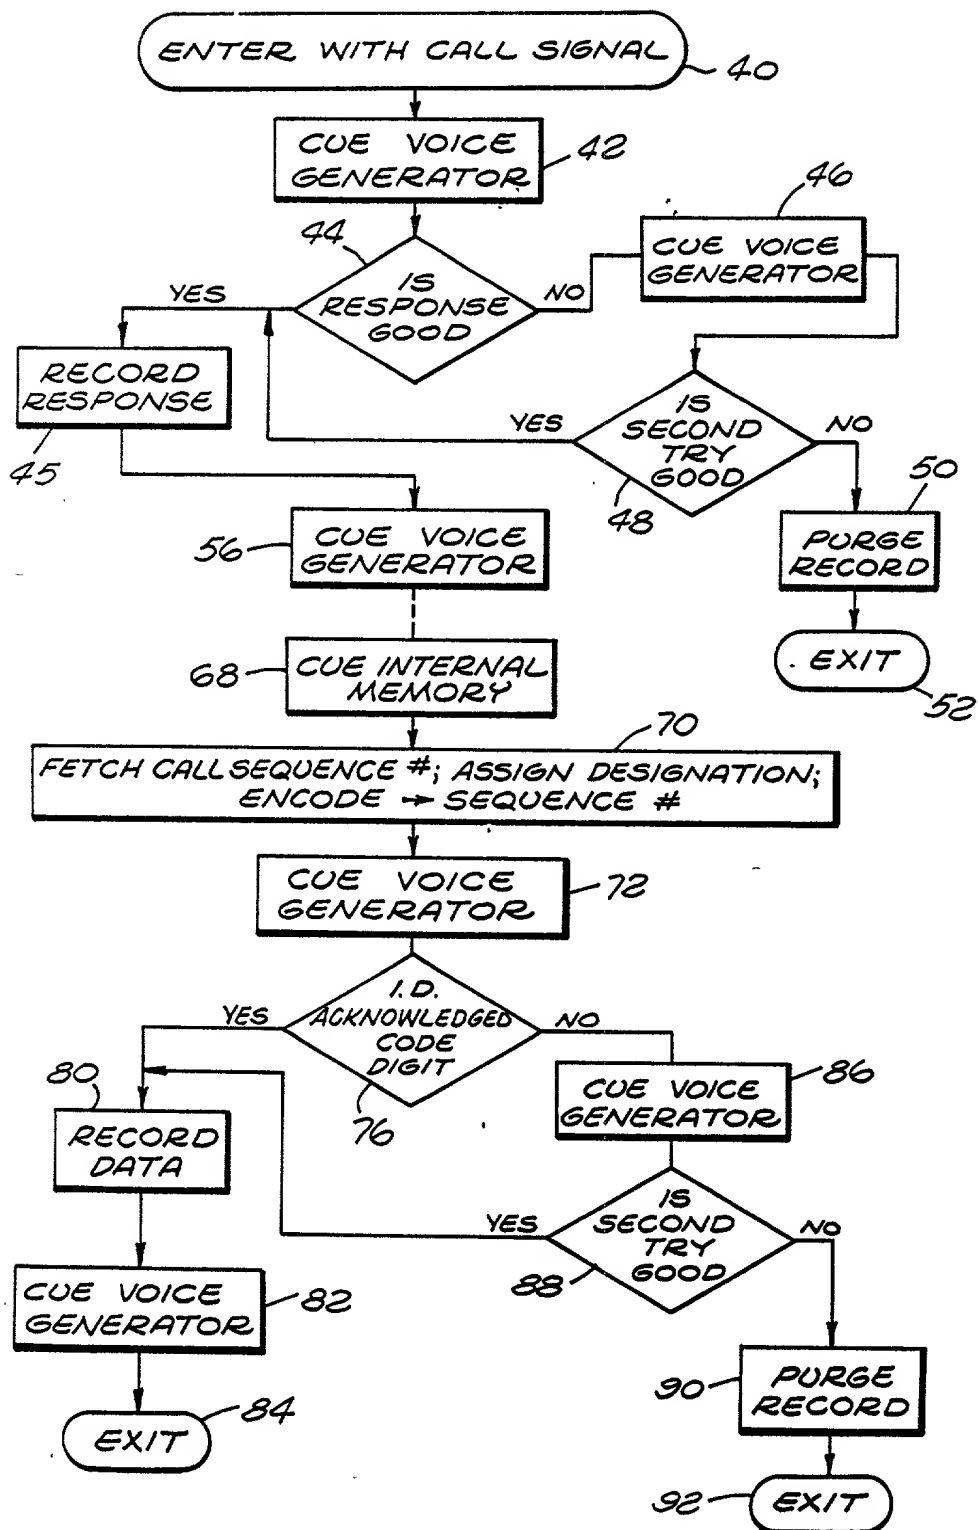 ENTER WITH CALL SIGNAL
40
CUE VOICE
GENERATOR
42
44
IS
RESPONSE
GOOD
YES
NO
46
CUE VOICE
GENERATOR
RECORD
RESPONSE
45
IS
SECOND
TRY
GOOD
YES
NO
48
50
PURGE
RECORD
EXIT
52
56
CUE VOICE
GENERATOR
68
CUE INTERNAL
MEMORY
70
FETCH CALL SEQUENCE #; ASSIGN DESIGNATION;
ENCODE → SEQUENCE #
CUE VOICE
GENERATOR
72
I.D.
ACKNOWLEDGED
CODE
DIGIT
YES
NO
76
80
RECORD
DATA
86
CUE VOICE
GENERATOR
IS
SECOND
TRY
GOOD
YES
NO
88
CUE VOICE
GENERATOR
82
EXIT
84
90
PURGE
RECORD
92
EXIT